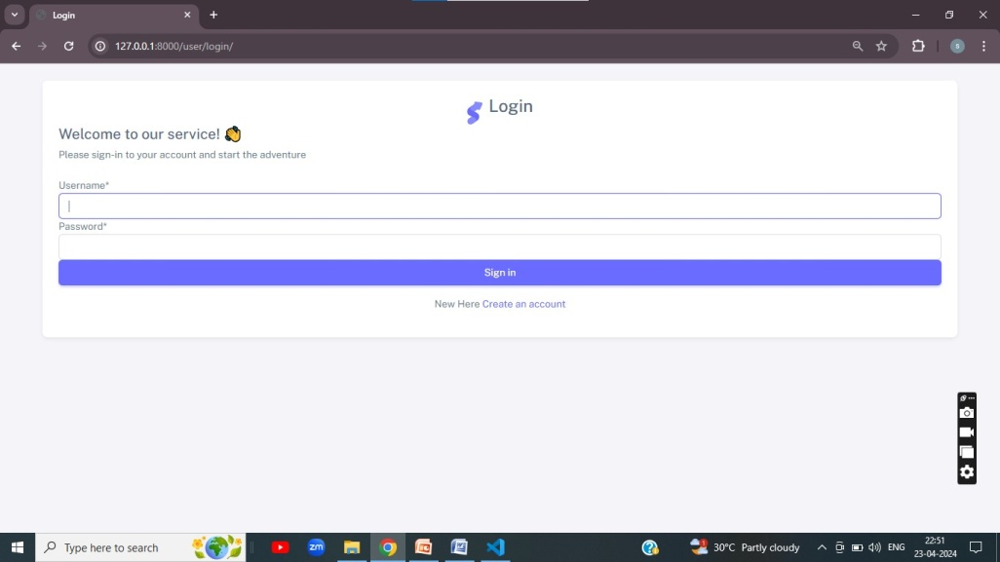 Login
127.0.0.1:8000/user/login/
S
Login
Welcome to our service!
Please sign-in to your account and start the adventure
Username*
Password*
Sign in
New Here Create an account
Type here to search
zm
30°C Partly cloudy
ENG
22:51
23-04-2024